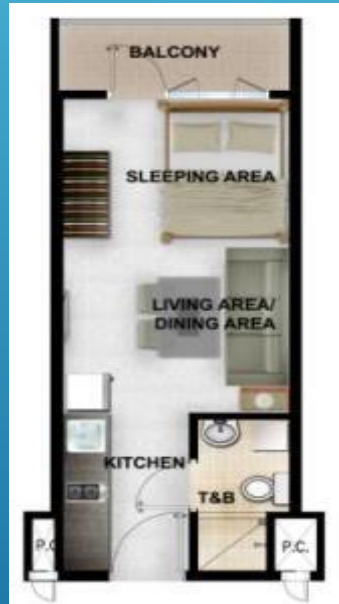 BALCONY
SLEEPING AREA
LIVING AREA/
DINING AREA
KITCHEN
T&B
P.C.
P.C.